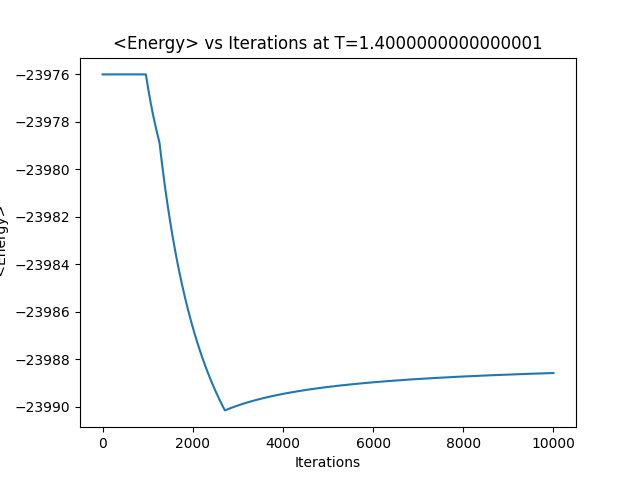 <Energy> vs Iterations at T=1.4000000000000001
−23976
−23978
−23980
−23982
−23984
−23986
−23988
−23990
<Energy>
0 2000 4000 6000 8000 10000
Iterations